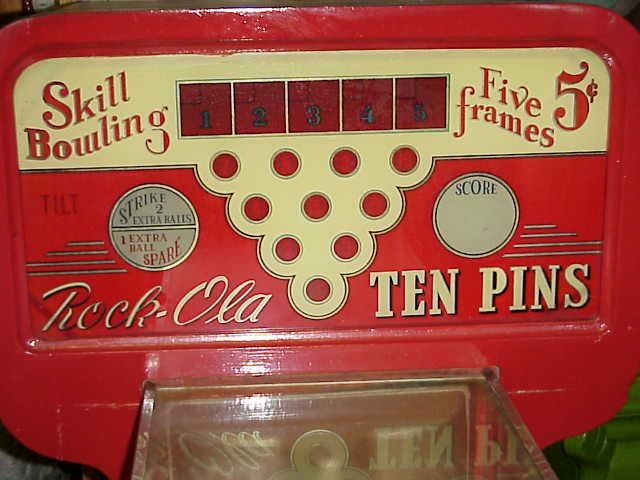 Skill
Bowling
1 2 3 4 5
Five
frames
5¢
TILT
STRIKE
2
EXTRA BALLS
1 EXTRA
BALL
SPARE
SCORE
Rock-Ola
TEN PINS